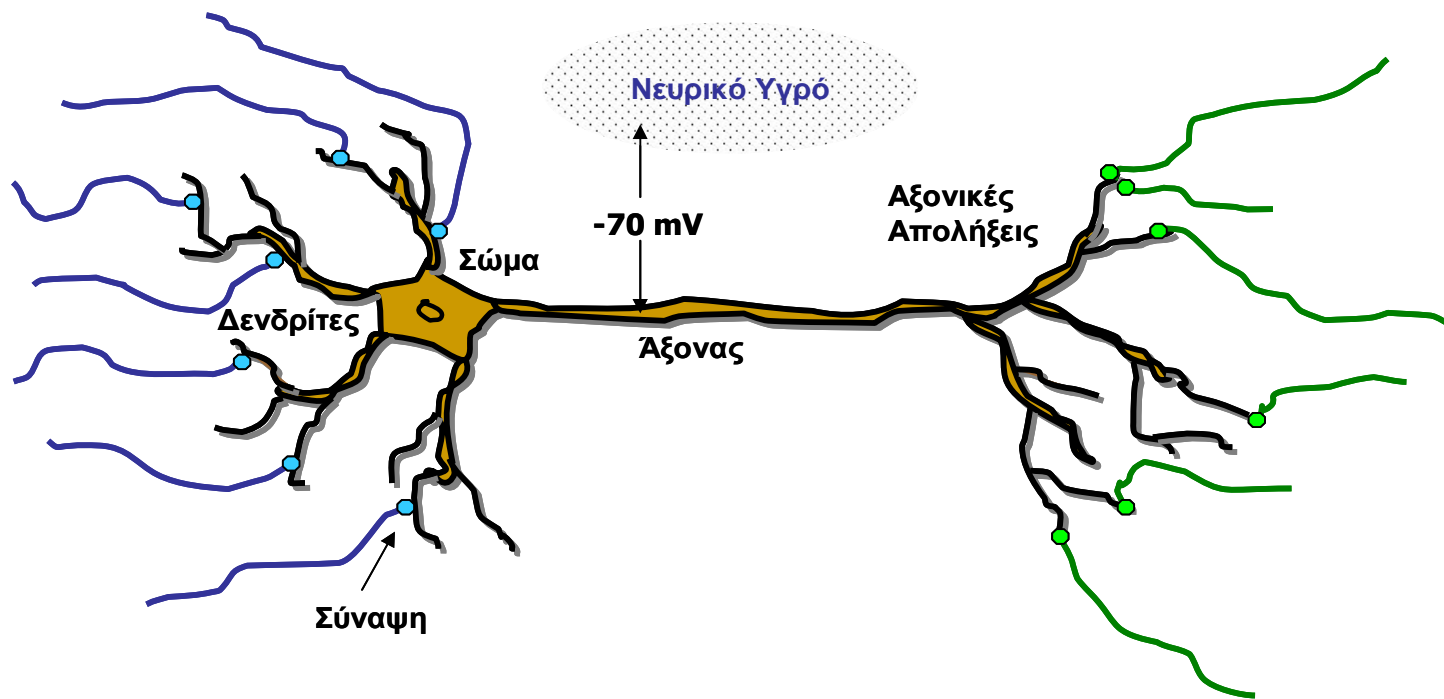 Νευρικό Υγρό
-70 mV
Αξονικές
Απολήξεις
Σώμα
Δενδρίτες
Άξονας
Σύναψη